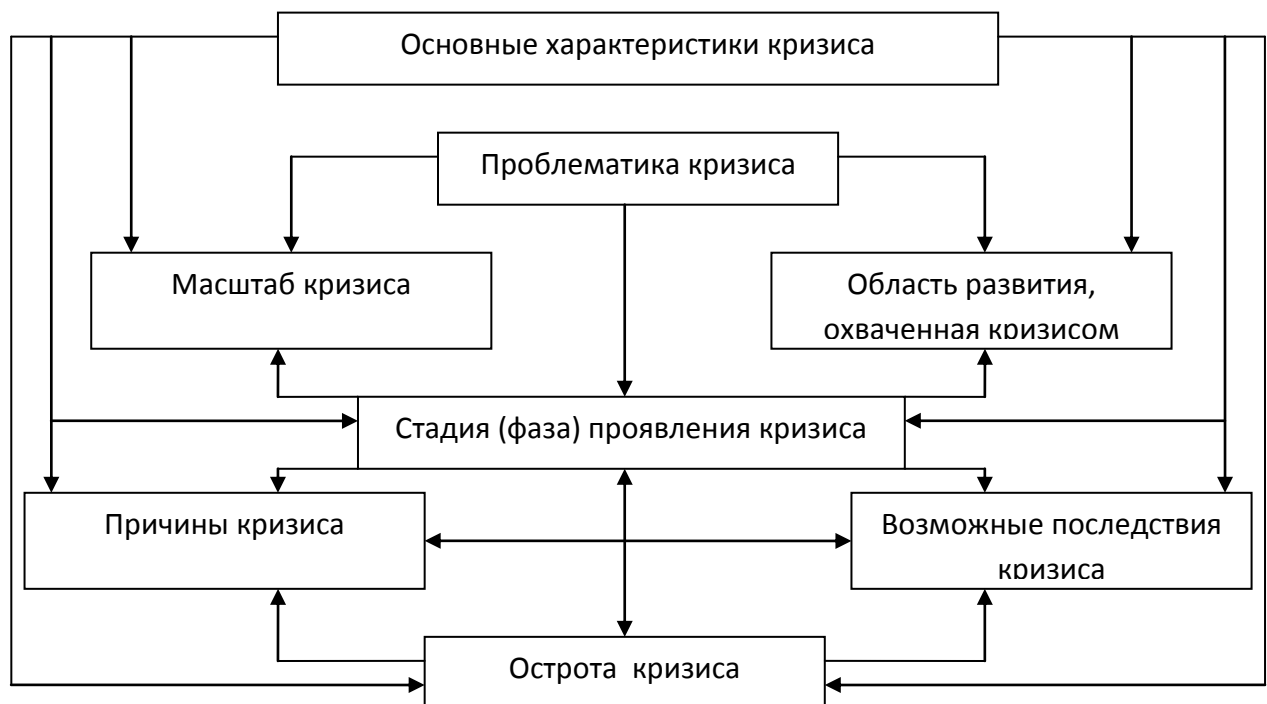 Основные характеристики кризиса
Проблематика кризиса
Масштаб кризиса
Область развития,
охваченная кризисом
Стадия (фаза) проявления кризиса
Причины кризиса
Возможные последствия
кризиса
Острота кризиса